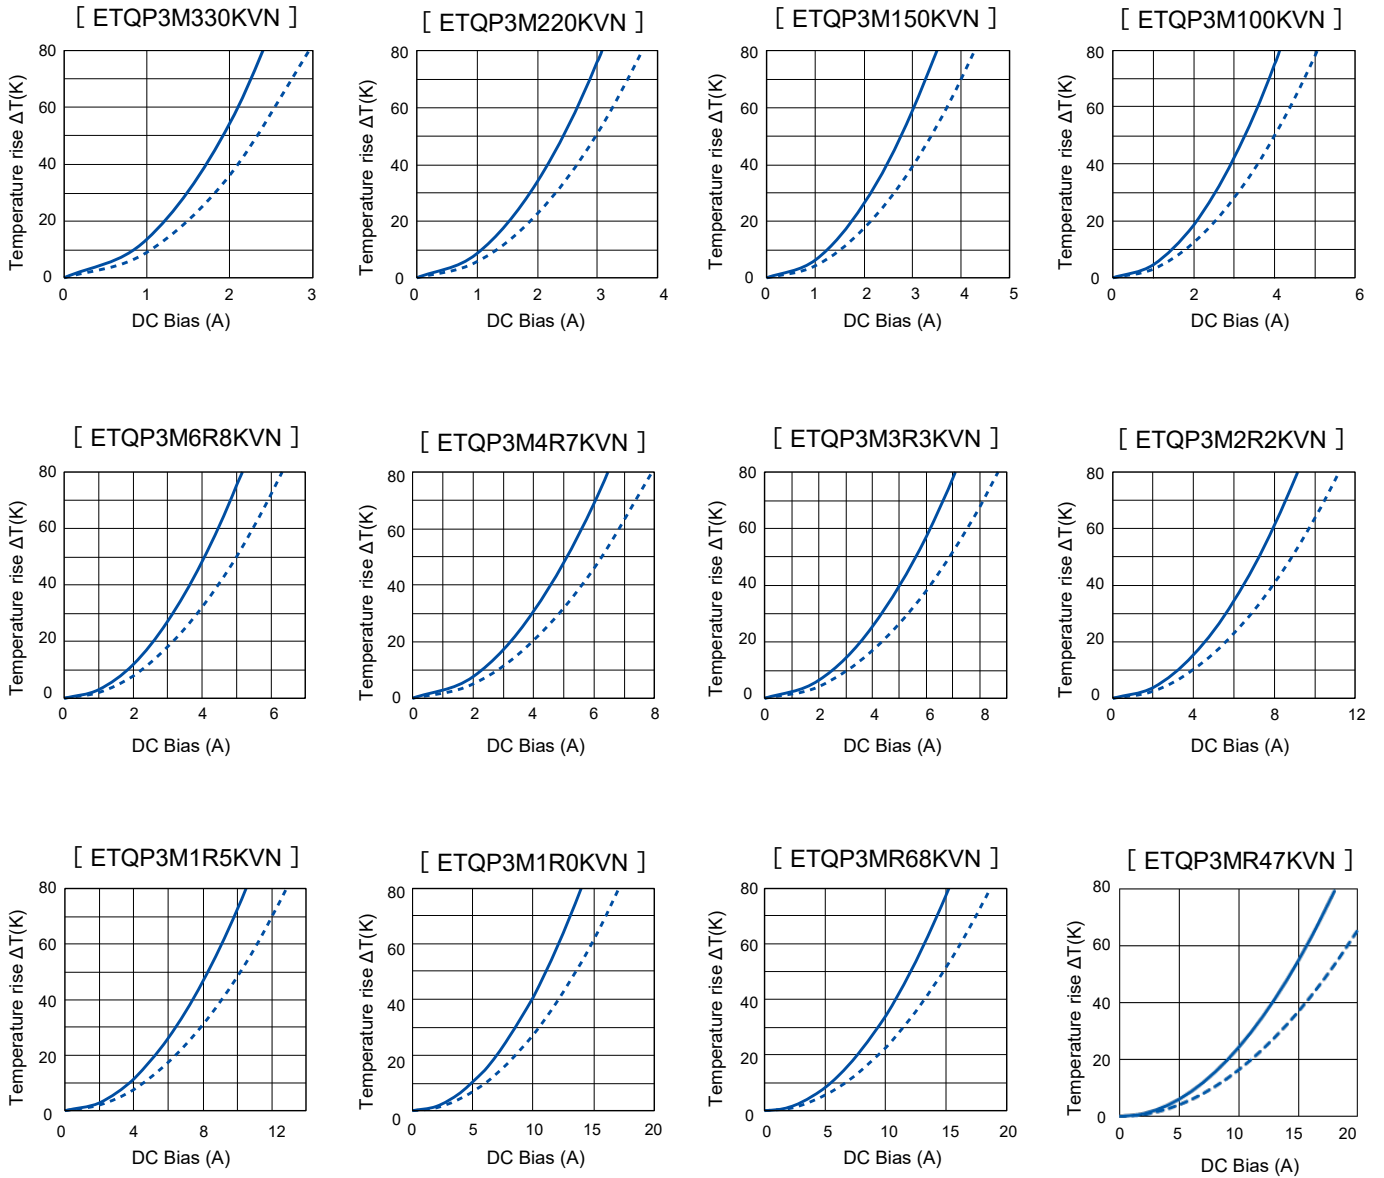 [ ETQP3M330KVN ]
80
60
40
20
0
Temperature rise ΔT(K)
0 1 2 3
DC Bias (A)
[ ETQP3M220KVN ]
80
60
40
20
0
Temperature rise ΔT(K)
0 1 2 3 4
DC Bias (A)
[ ETQP3M150KVN ]
80
60
40
20
0
Temperature rise ΔT(K)
0 1 2 3 4 5
DC Bias (A)
[ ETQP3M100KVN ]
80
60
40
20
0
Temperature rise ΔT(K)
0 2 4 6
DC Bias (A)
[ ETQP3M6R8KVN ]
80
60
40
20
0
Temperature rise ΔT(K)
0 2 4 6
DC Bias (A)
[ ETQP3M4R7KVN ]
80
60
40
20
0
Temperature rise ΔT(K)
0 2 4 6 8
DC Bias (A)
[ ETQP3M3R3KVN ]
80
60
40
20
0
Temperature rise ΔT(K)
0 2 4 6 8
DC Bias (A)
[ ETQP3M2R2KVN ]
80
60
40
20
0
Temperature rise ΔT(K)
0 4 8 12
DC Bias (A)
[ ETQP3M1R5KVN ]
80
60
40
20
0
Temperature rise ΔT(K)
0 4 8 12
DC Bias (A)
[ ETQP3M1R0KVN ]
80
60
40
20
0
Temperature rise ΔT(K)
0 5 10 15 20
DC Bias (A)
[ ETQP3MR68KVN ]
80
60
40
20
0
Temperature rise ΔT(K)
0 5 10 15 20
DC Bias (A)
[ ETQP3MR47KVN ]
80
60
40
20
0
Temperature rise ΔT(K)
0 5 10 15 20
DC Bias (A)